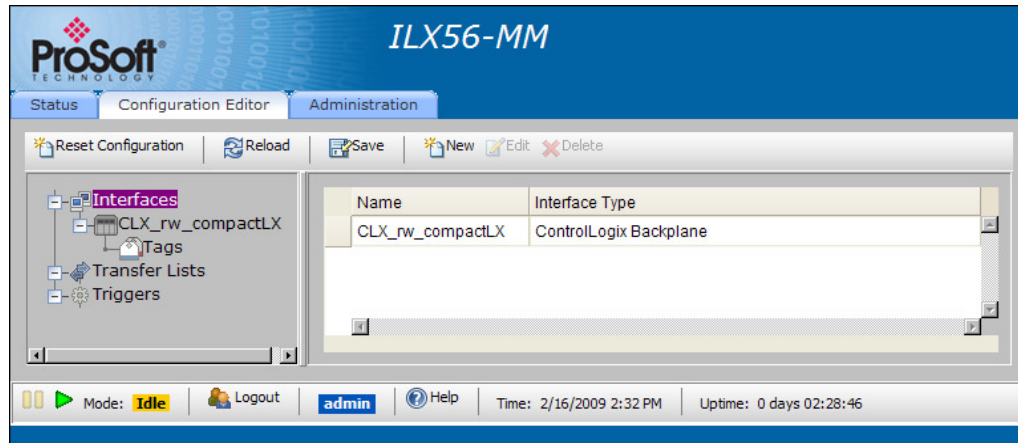 ProSoft®
TECHNOLOGY
ILX56-MM
Status Configuration Editor Administration
Reset Configuration Reload Save New Edit Delete
Interfaces
CLX_rw_compactLX
Tags
Transfer Lists
Triggers
Name Interface Type
CLX_rw_compactLX ControlLogix Backplane
Mode: Idle Logout admin Help Time: 2/16/2009 2:32 PM Uptime: 0 days 02:28:46